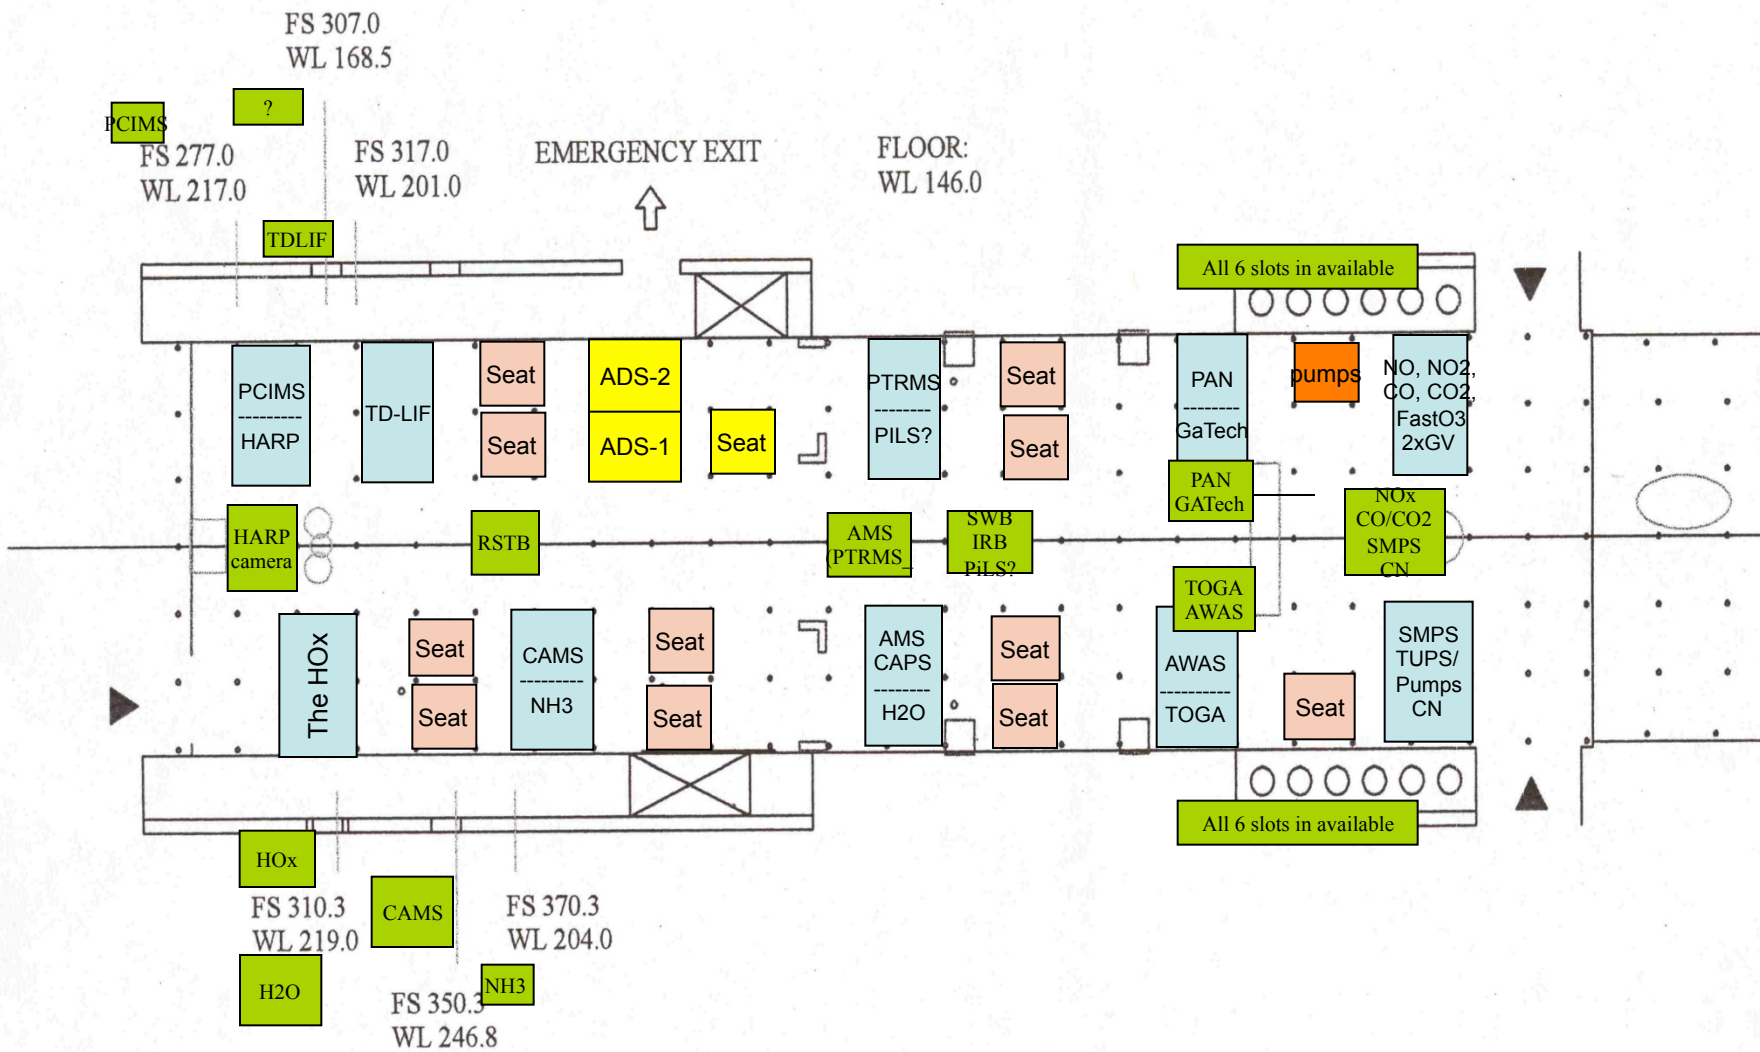 FS 307.0
WL 168.5
?
PCIMS
FS 277.0
WL 217.0
FS 317.0
WL 201.0
EMERGENCY EXIT
FLOOR:
WL 146.0
TDLIF
All 6 slots in available
PCIMS
---------
HARP
TD-LIF
Seat
Seat
ADS-2
ADS-1
Seat
PTRMS
--------
PILS?
Seat
Seat
PAN
--------
GaTech
pumps
NO, NO2,
CO, CO2,
FastO3
2xGV
PAN
GATech
HARP
camera
RSTB
AMS
(PTRMS_
SWB
IRB
PiLS?
NOx
CO/CO2
SMPS
CN
TOGA
AWAS
The HOx
Seat
Seat
CAMS
---------
NH3
Seat
Seat
AMS
CAPS
--------
H2O
Seat
Seat
AWAS
----------
TOGA
Seat
SMPS
TUPS/
Pumps
CN
All 6 slots in available
HOx
FS 310.3
WL 219.0
CAMS
FS 370.3
WL 204.0
H2O
NH3
FS 350.3
WL 246.8